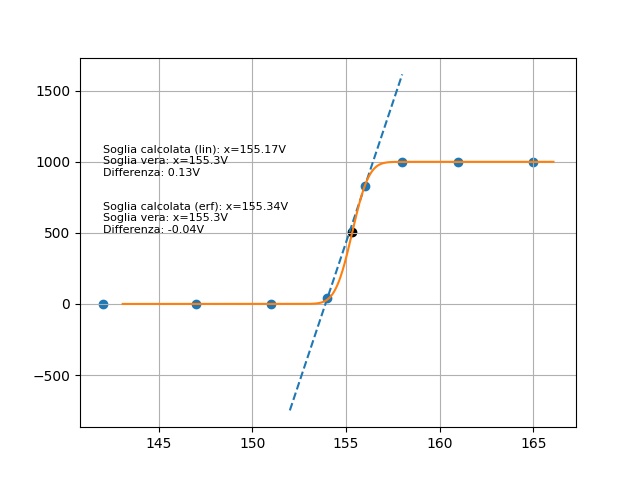 1500
1000
500
0
−500
Soglia calcolata (lin): x=155.17V
Soglia vera: x=155.3V
Differenza: 0.13V
Soglia calcolata (erf): x=155.34V
Soglia vera: x=155.3V
Differenza: -0.04V
145 150 155 160 165